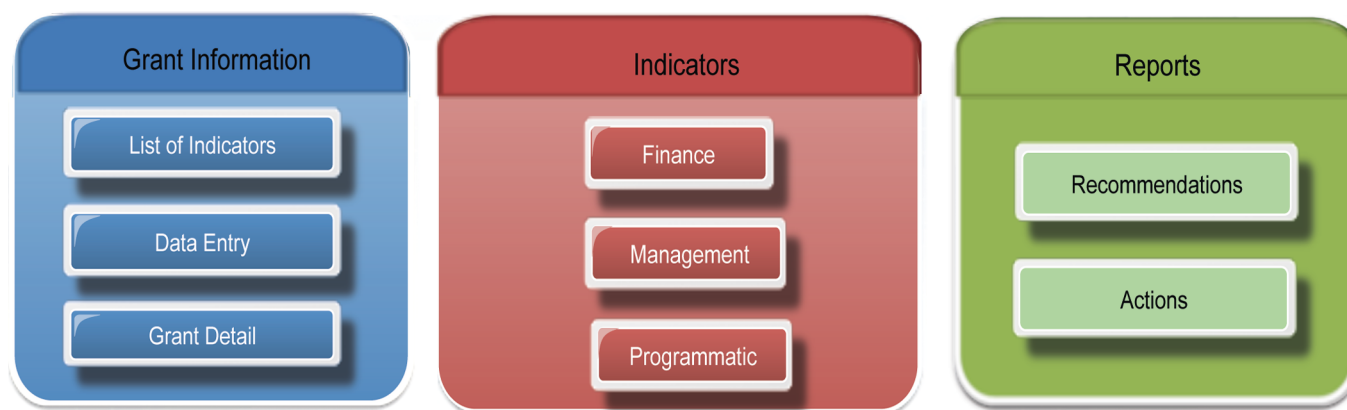 Grant Information
List of Indicators
Data Entry
Grant Detail
Indicators
Finance
Management
Programmatic
Reports
Recommendations
Actions